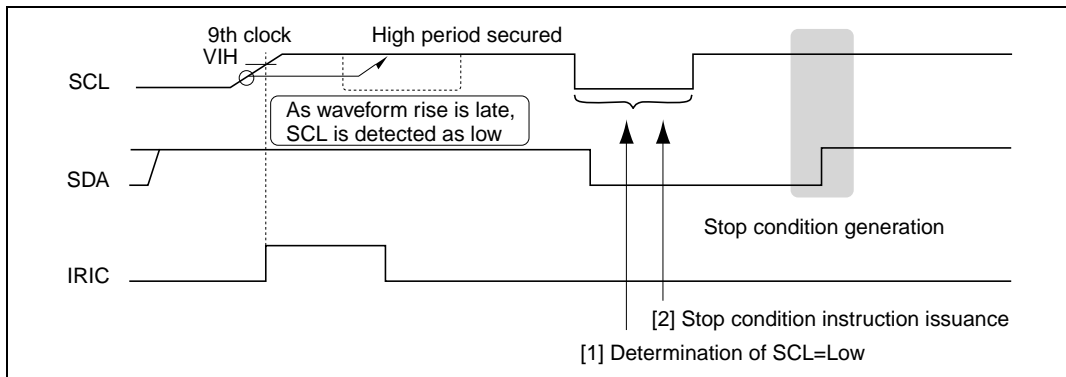 9th clock
VIH
High period secured
SCL
As waveform rise is late,
SCL is detected as low
SDA
Stop condition generation
IRIC
[2] Stop condition instruction issuance
[1] Determination of SCL=Low